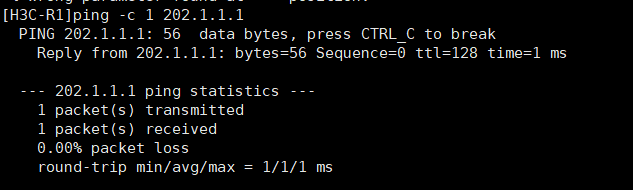 [H3C-R1]ping -c 1 202.1.1.1
PING 202.1.1.1: 56 data bytes, press CTRL_C to break
Reply from 202.1.1.1: bytes=56 Sequence=0 ttl=128 time=1 ms
--- 202.1.1.1 ping statistics ---
1 packet(s) transmitted
1 packet(s) received
0.00% packet loss
round-trip min/avg/max = 1/1/1 ms